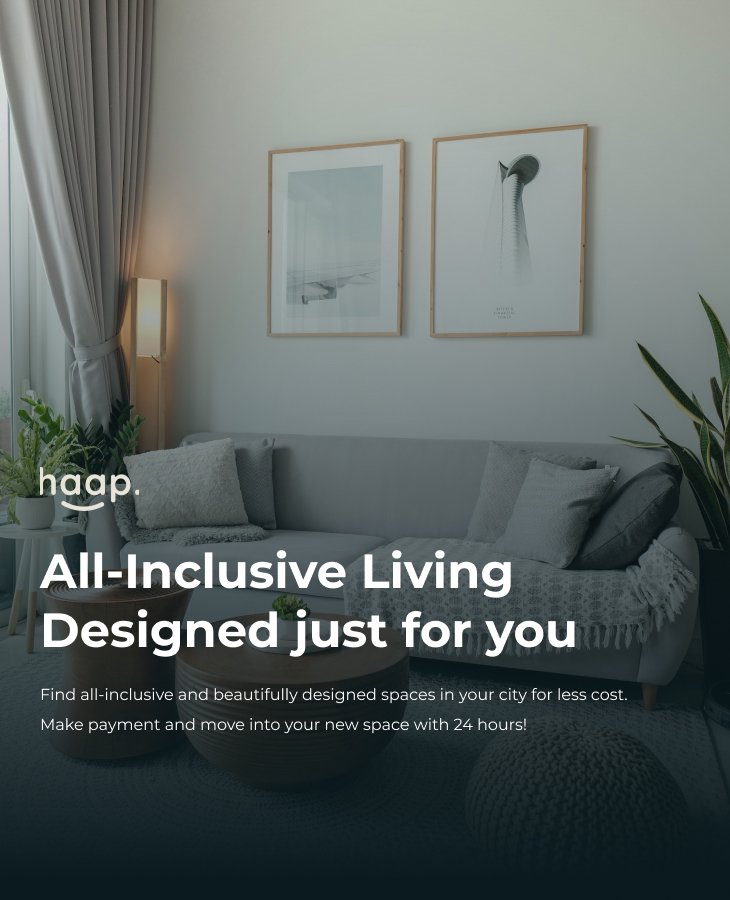 haap.
All-Inclusive Living
Designed just for you
Find all-inclusive and beautifully designed spaces in your city for less cost.
Make payment and move into your new space with 24 hours!